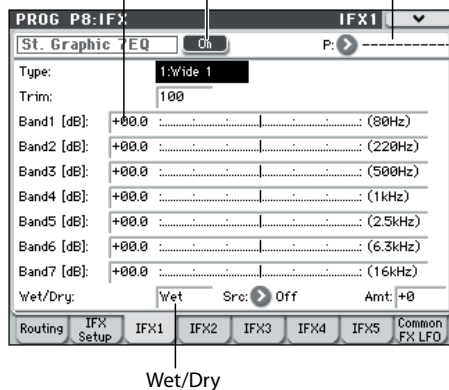 PROG P8:IFX IFX1
St. Graphic 7EQ On P: ------------
Type: 1:Wide 1
Trim: 100
Band1 [dB]: +00.0 (80Hz)
Band2 [dB]: +00.0 (220Hz)
Band3 [dB]: +00.0 (500Hz)
Band4 [dB]: +00.0 (1kHz)
Band5 [dB]: +00.0 (2.5kHz)
Band6 [dB]: +00.0 (6.3kHz)
Band7 [dB]: +00.0 (16kHz)
Wet/Dry: Wet Src: Off Amt: +0
Routing IFX Setup IFX1 IFX2 IFX3 IFX4 IFX5 Common FX LFO
Wet/Dry